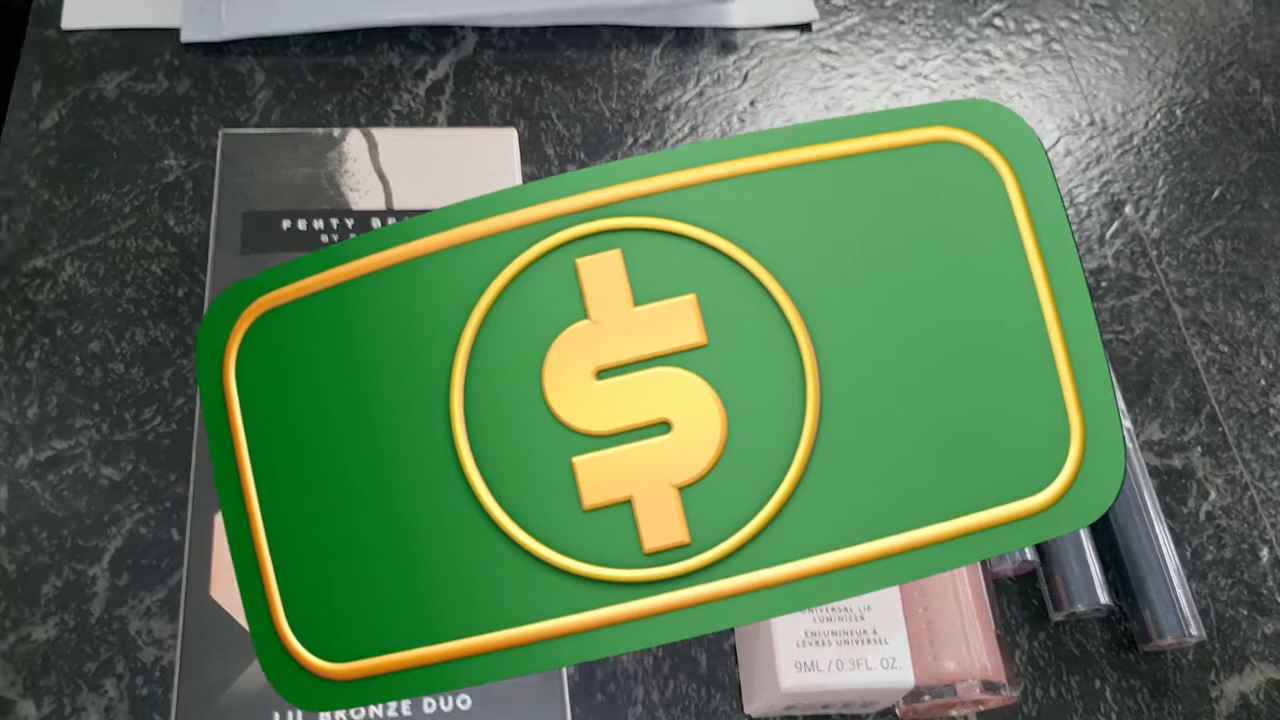 FENTY
$
UNIVERSAL LIP
LUMINIZER
ENLUMINEUR À
LÈVRES UNIVERSEL
9ML / 0.3FL. OZ.
LIL BRONZE DUO